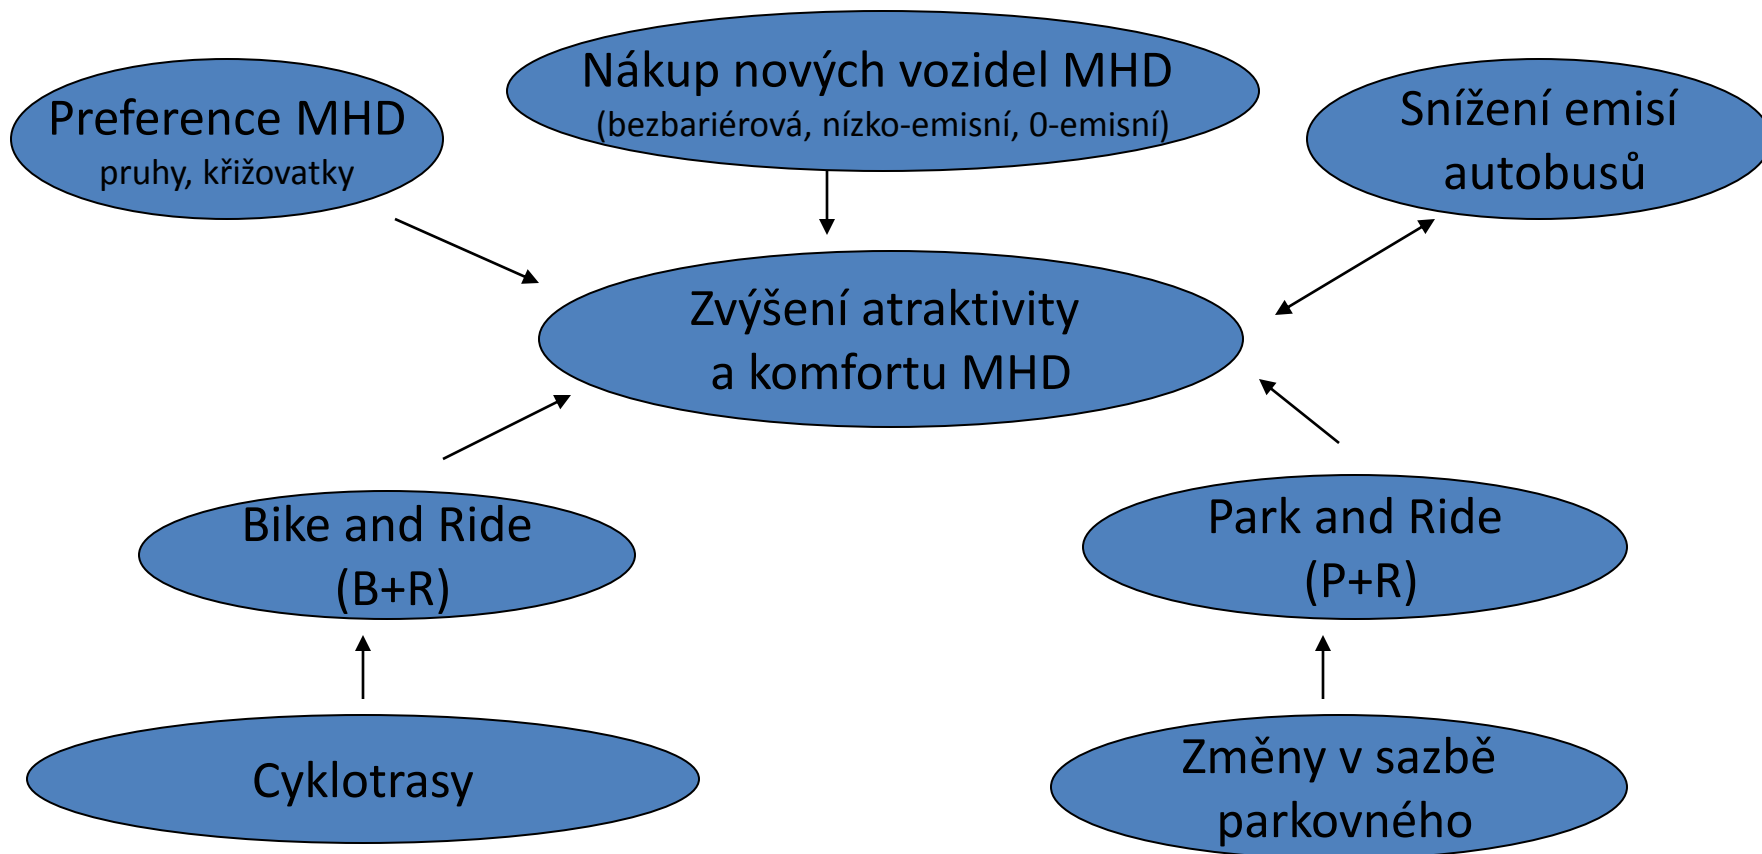 Preference MHD
pruhy, křižovatky
Nákup nových vozidel MHD
(bezbariérová, nízko-emisní, 0-emisní)
Snížení emisí
autobusů
Zvýšení atraktivity
a komfortu MHD
Bike and Ride
(B+R)
Park and Ride
(P+R)
Cyklotrasy
Změny v sazbě
parkovného